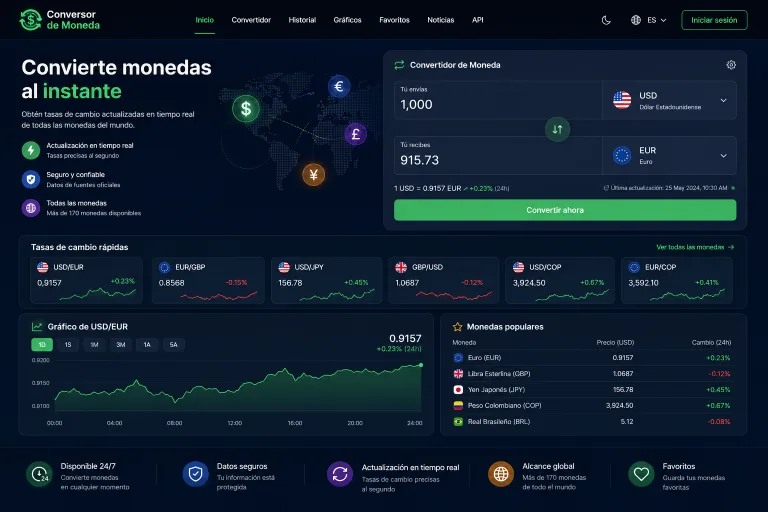 Conversor
de Moneda
Inicio
Convertidor
Historial
Gráficos
Favoritos
Noticias
API
ES
Iniciar sesión
Convierte monedas
al instante
Obtén tasas de cambio actualizadas en tiempo real
de todas las monedas del mundo.
Actualización en tiempo real
Tasas precisas al segundo
Seguro y confiable
Datos de fuentes oficiales
Todas las monedas
Más de 170 monedas disponibles
$
€
£
¥
Convertidor de Moneda
Tú envías
1,000
USD
Dólar Estadounidense
Tú recibes
915.73
EUR
Euro
1 USD = 0.9157 EUR +0.23% (24h)
Última actualización: 25 May 2024, 10:30 AM
Convertir ahora
Tasas de cambio rápidas
Ver todas las monedas →
USD/EUR
0,9157
+0.23%
EUR/GBP
0.8568
-0.15%
USD/JPY
156.78
+0.45%
GBP/USD
1.0687
-0.12%
USD/COP
3,924.50
+0.67%
EUR/COP
3,592.10
+0.41%
Gráfico de USD/EUR
1D 1S 1M 3M 1A 5A
0.9157
+0.23% (24h)
0.9200
0.9150
0.9100
00:00 04:00 08:00 12:00 16:00 20:00 24:00
Monedas populares
Moneda Precio (USD) Cambio (24h)
Euro (EUR) 0.9157 +0.23%
Libra Esterlina (GBP) 1.0687 -0.12%
Yen Japonés (JPY) 156.78 +0.45%
Peso Colombiano (COP) 3,924.50 +0.67%
Real Brasileño (BRL) 5.12 -0.08%
24
Disponible 24/7
Convierte monedas
en cualquier momento
Datos seguros
Tu información está
protegida
Actualización en tiempo real
Tasas de cambio precisas
al segundo
Alcance global
Más de 170 monedas
de todo el mundo
Favoritos
Guarda tus monedas
favoritas